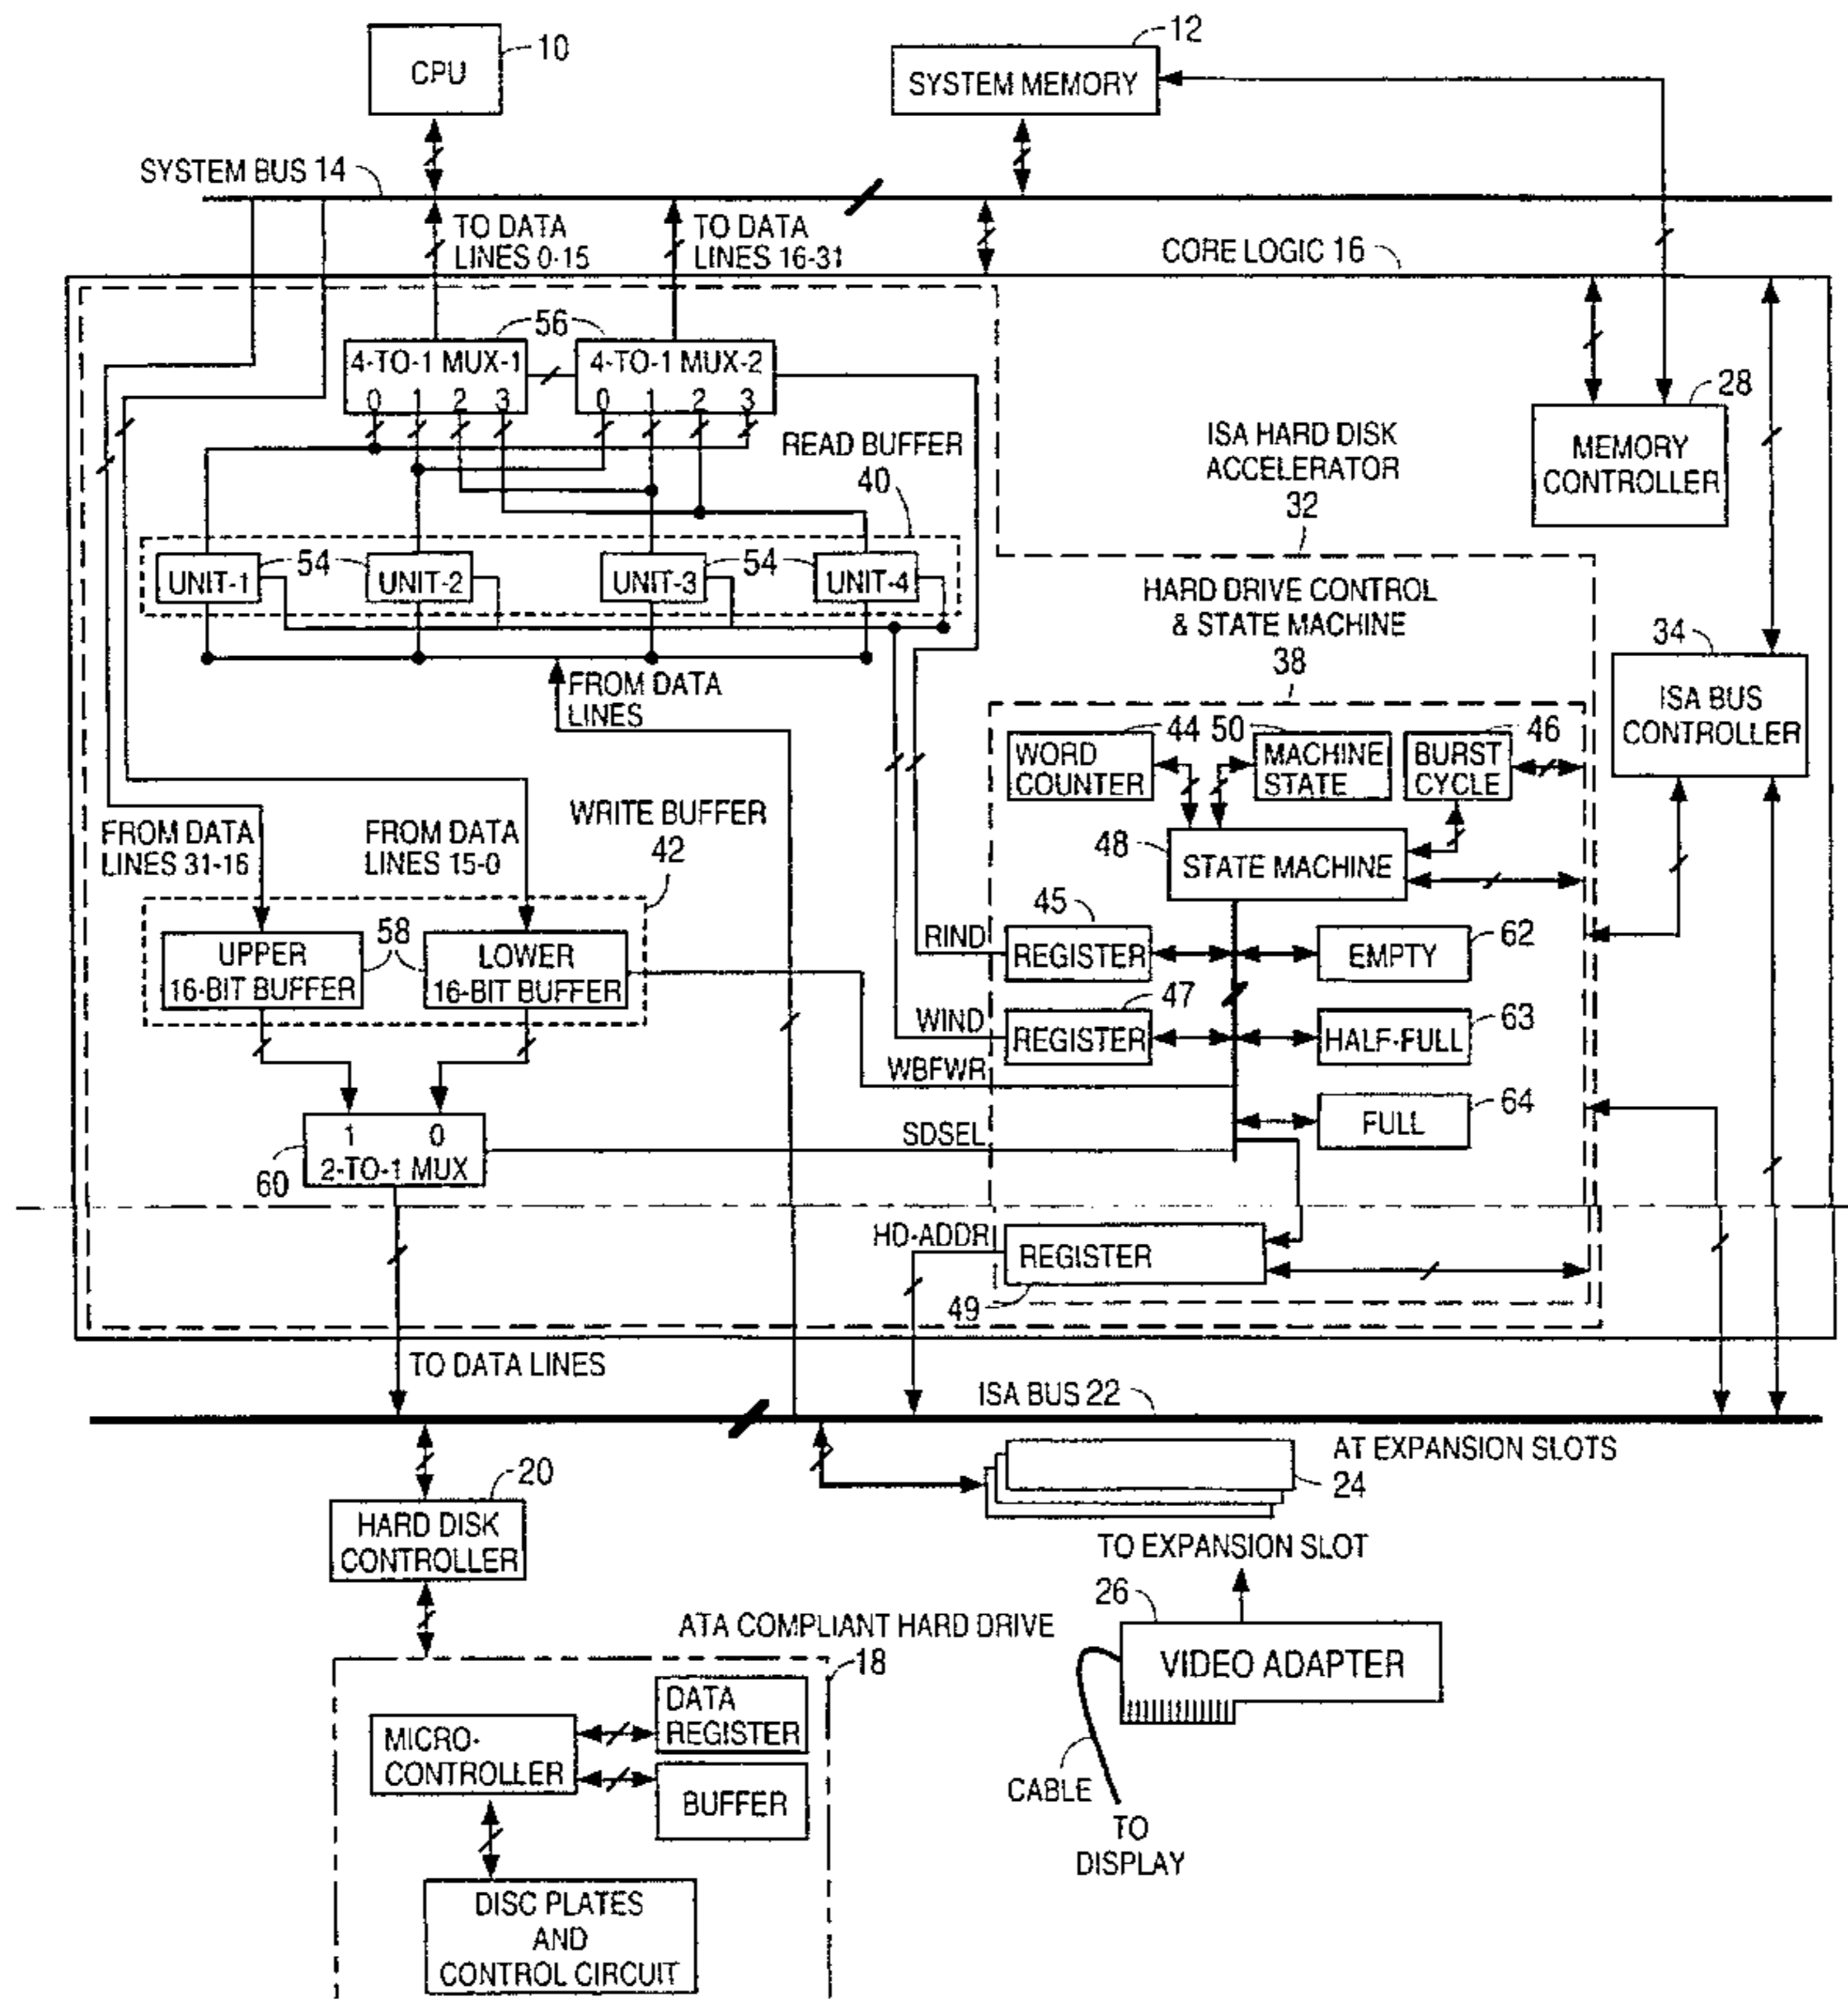 CPU
10
SYSTEM MEMORY
12
SYSTEM BUS 14
TO DATA
LINES 0-15
TO DATA
LINES 16-31
CORE LOGIC 16
56
4-TO-1 MUX-1
0 1 2 3
4-TO-1 MUX-2
0 1 2 3
READ BUFFER
40
ISA HARD DISK
ACCELERATOR
32
28
MEMORY
CONTROLLER
UNIT-1
54
UNIT-2
UNIT-3
54
UNIT-4
HARD DRIVE CONTROL
& STATE MACHINE
38
34
ISA BUS
CONTROLLER
FROM DATA
LINES
WORD
COUNTER
44
50
MACHINE
STATE
46
BURST
CYCLE
FROM DATA
LINES 31-16
FROM DATA
LINES 15-0
WRITE BUFFER
42
48
STATE MACHINE
UPPER
16-BIT BUFFER
58
LOWER
16-BIT BUFFER
45
RIND
REGISTER
EMPTY
62
47
WIND
REGISTER
HALF-FULL
63
WBFWR
FULL
64
SDSEL
1 0
2-TO-1 MUX
60
HD-ADDR
REGISTER
49
TO DATA LINES
ISA BUS 22
AT EXPANSION SLOTS
24
20
HARD DISK
CONTROLLER
TO EXPANSION SLOT
26
VIDEO ADAPTER
ATA COMPLIANT HARD DRIVE
18
DATA
REGISTER
MICRO-
CONTROLLER
BUFFER
CABLE
TO
DISPLAY
DISC PLATES
AND
CONTROL CIRCUIT